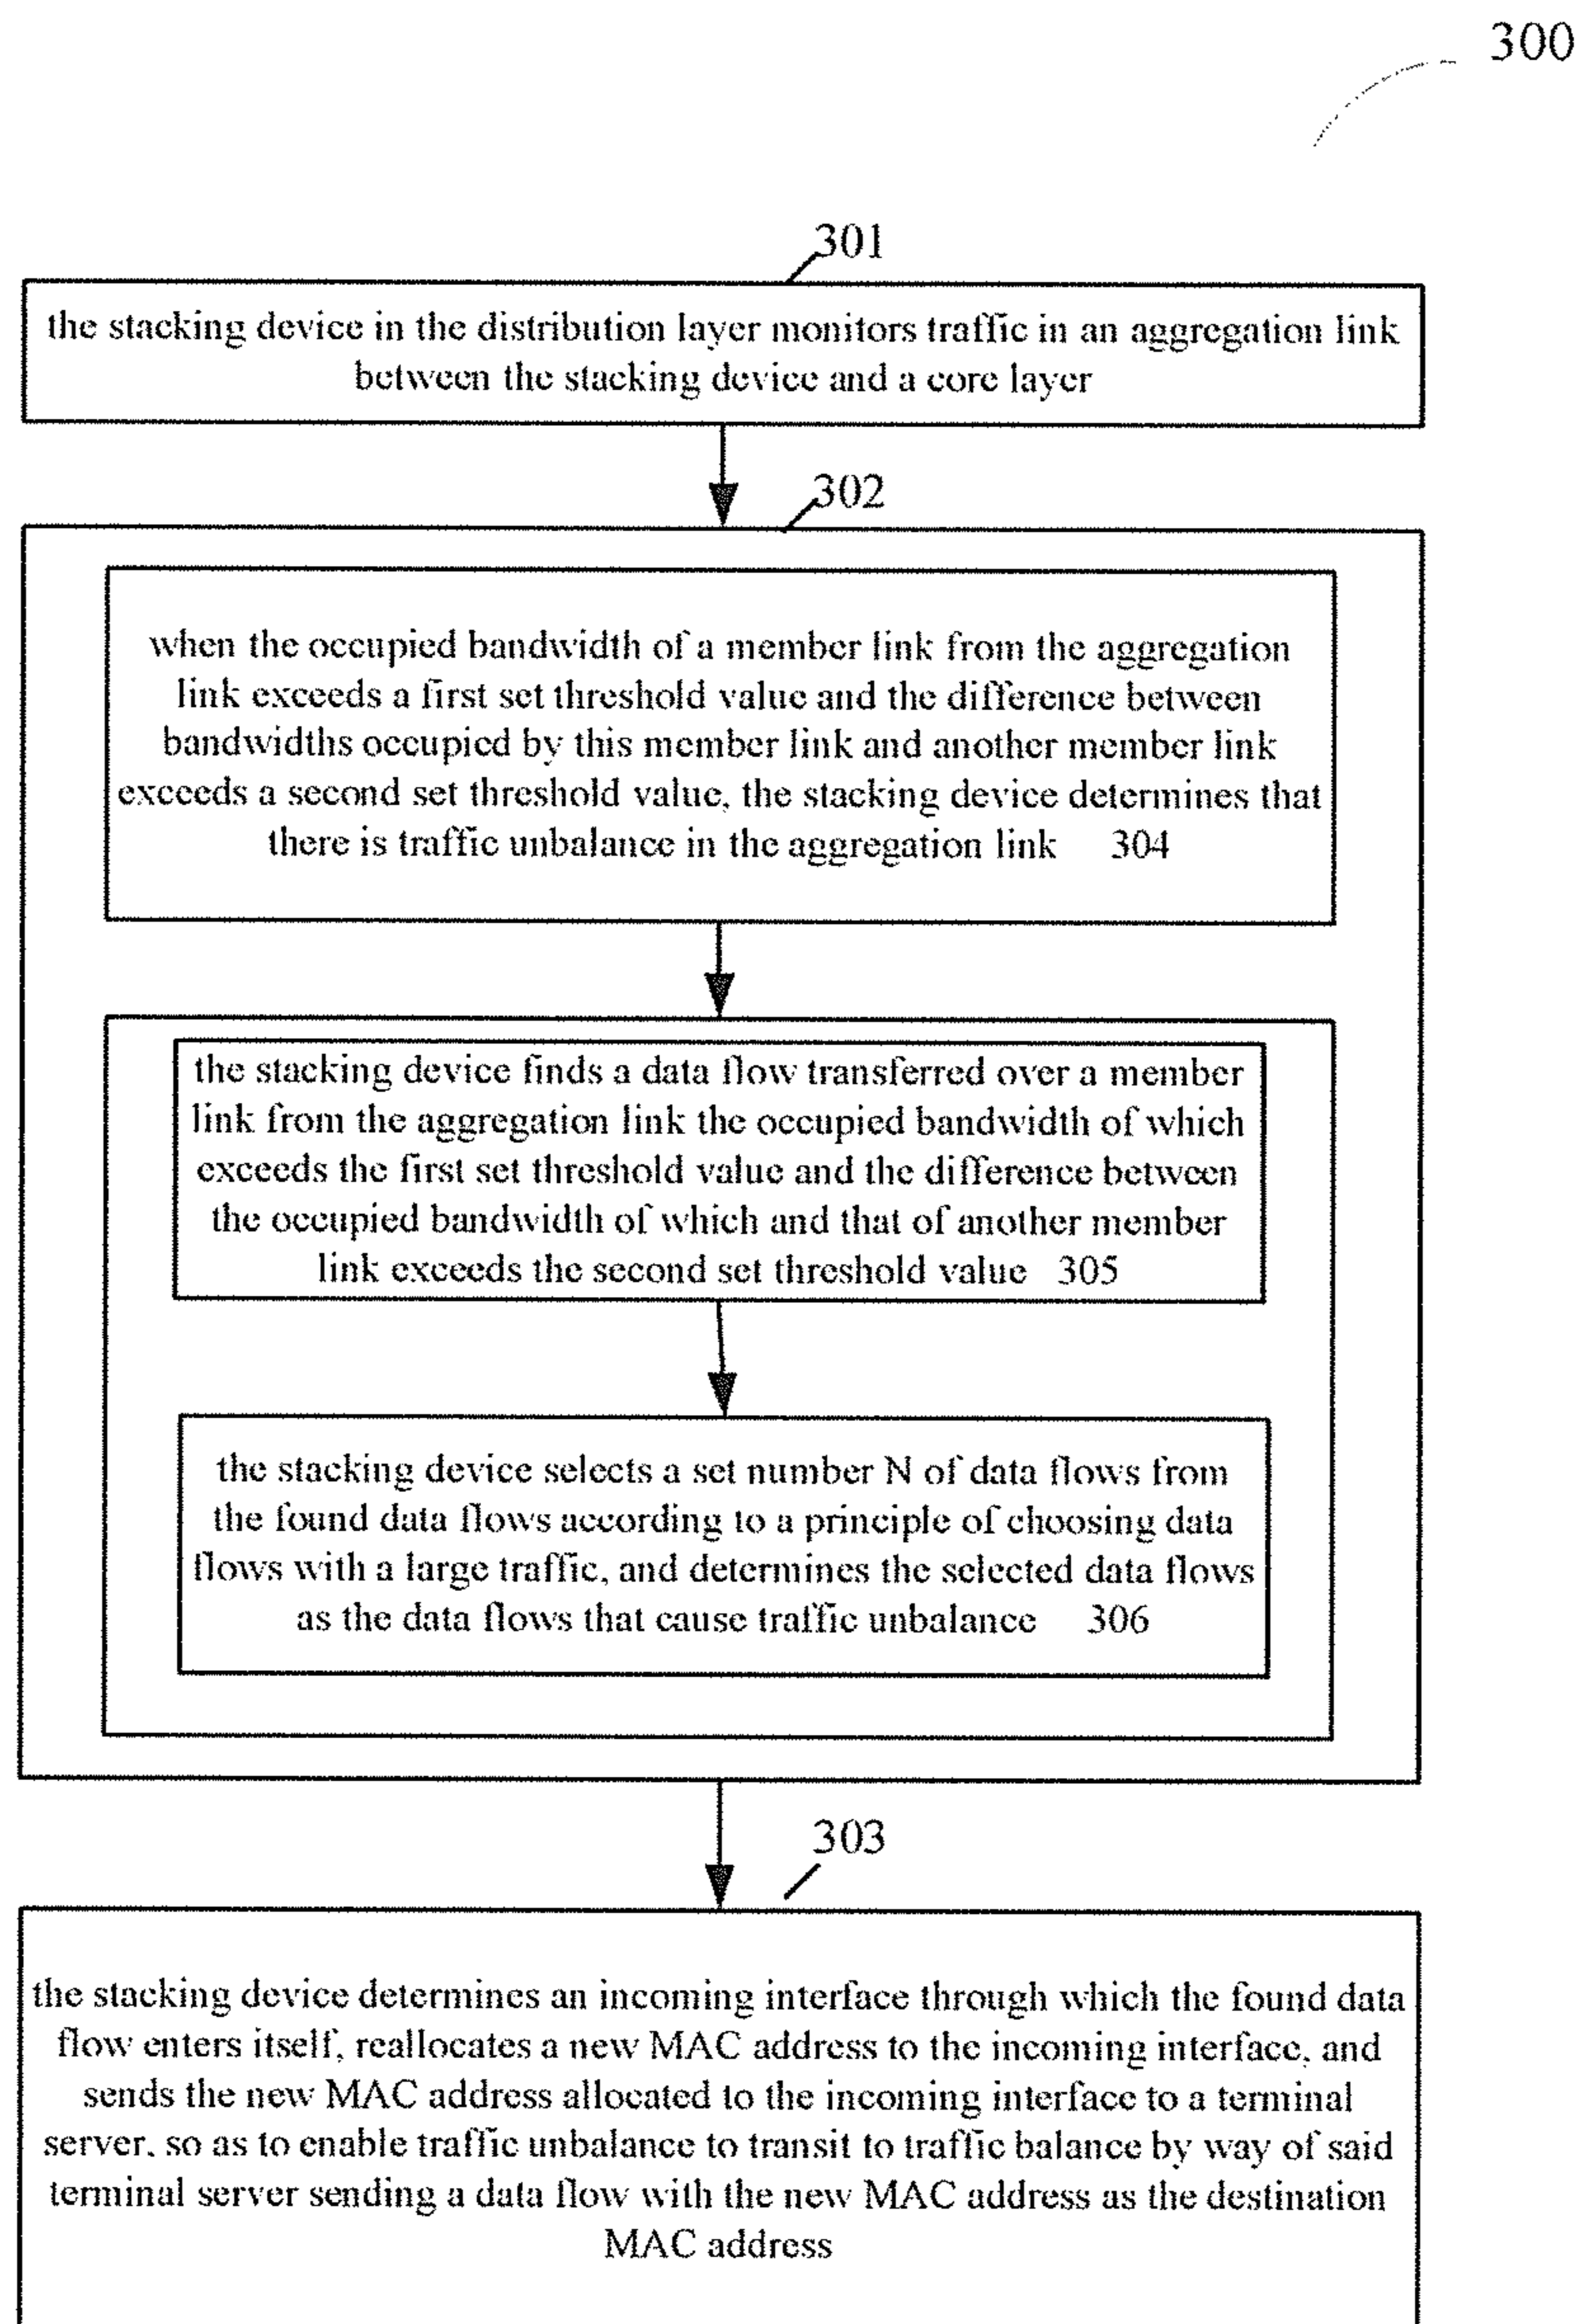 300
301
the stacking device in the distribution layer monitors traffic in an aggregation link
between the stacking device and a core layer
302
when the occupied bandwidth of a member link from the aggregation
link exceeds a first set threshold value and the difference between
bandwidths occupied by this member link and another member link
exceeds a second set threshold value, the stacking device determines that
there is traffic unbalance in the aggregation link 304
the stacking device finds a data flow transferred over a member
link from the aggregation link the occupied bandwidth of which
exceeds the first set threshold value and the difference between
the occupied bandwidth of which and that of another member
link exceeds the second set threshold value 305
the stacking device selects a set number N of data flows from
the found data flows according to a principle of choosing data
flows with a large traffic, and determines the selected data flows
as the data flows that cause traffic unbalance 306
303
the stacking device determines an incoming interface through which the found data
flow enters itself, reallocates a new MAC address to the incoming interface, and
sends the new MAC address allocated to the incoming interface to a terminal
server, so as to enable traffic unbalance to transit to traffic balance by way of said
terminal server sending a data flow with the new MAC address as the destination
MAC address